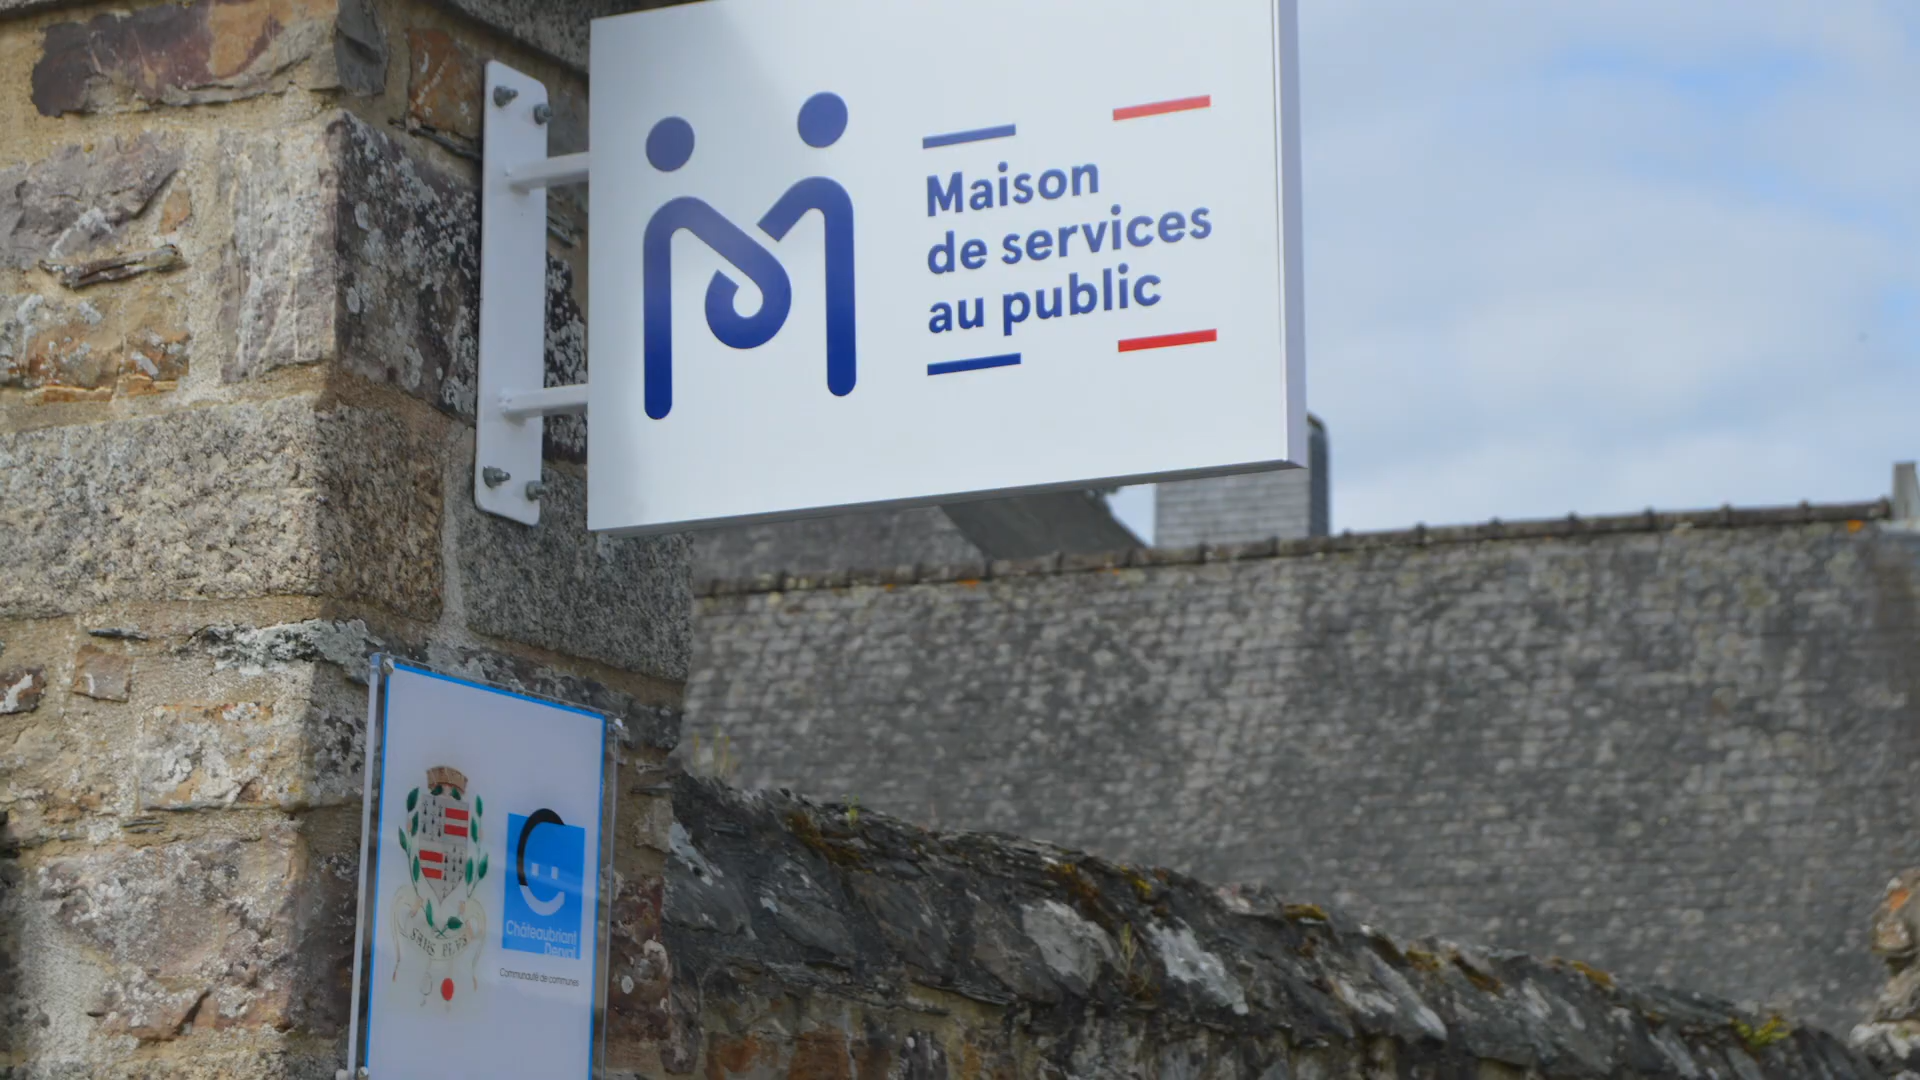 Maison
de services
au public
Châteaubriant
Derval
Communauté de communes